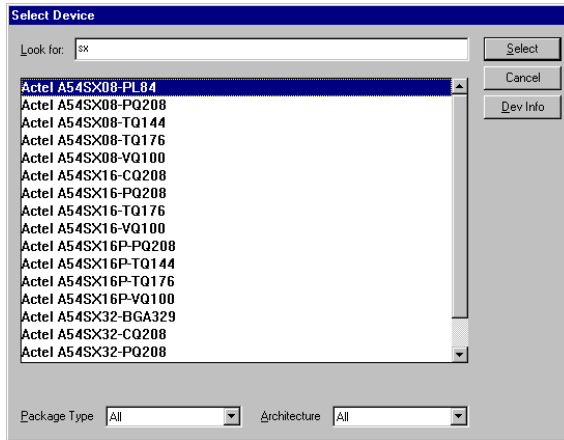 Select Device
Look for: sx
Select
Cancel
Dev Info
Actel A54SX08-PL84
Actel A54SX08-PQ208
Actel A54SX08-TQ144
Actel A54SX08-TQ176
Actel A54SX08-VQ100
Actel A54SX16-CQ208
Actel A54SX16-PQ208
Actel A54SX16-TQ176
Actel A54SX16-VQ100
Actel A54SX16P-PQ208
Actel A54SX16P-TQ144
Actel A54SX16P-TQ176
Actel A54SX16P-VQ100
Actel A54SX32-BGA329
Actel A54SX32-CQ208
Actel A54SX32-PQ208
Package Type All Architecture All